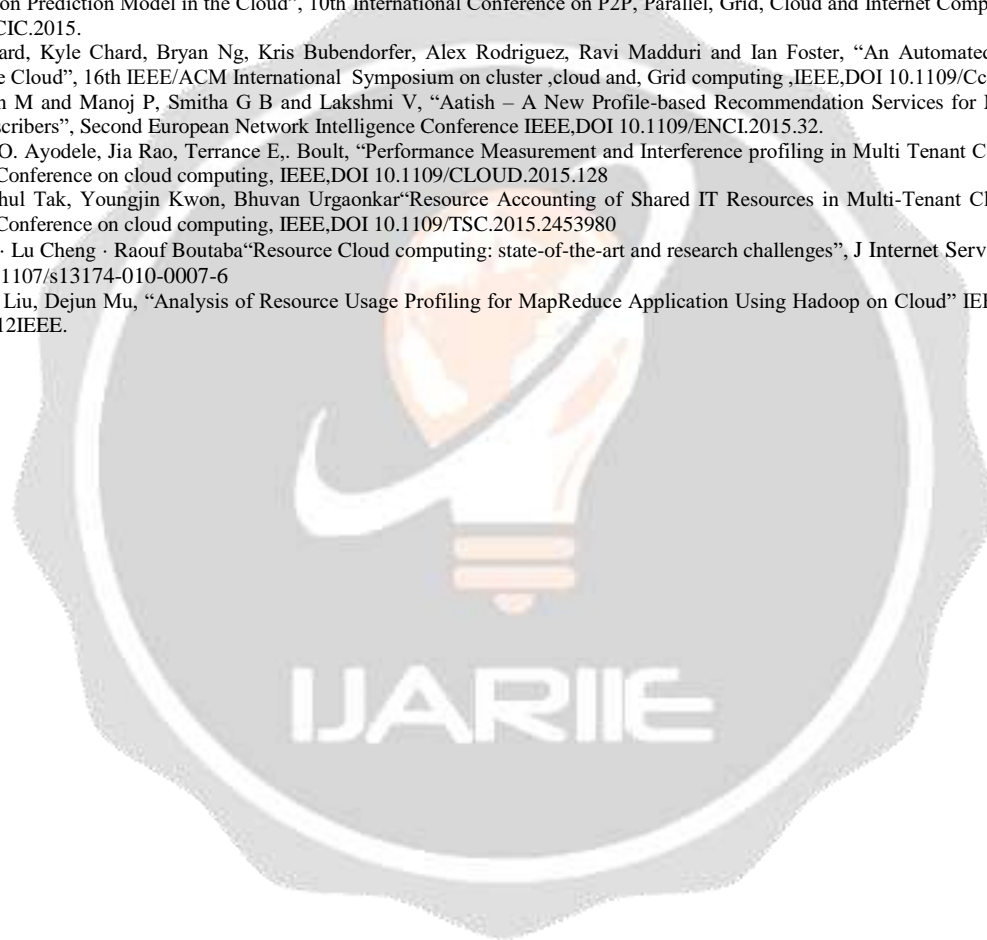 on Prediction Model in the Cloud”, 10th International Conference on P2P, Parallel, Grid, Cloud and Internet Comp
CIC.2015.
ard, Kyle Chard, Bryan Ng, Kris Bubendorfer, Alex Rodriguez, Ravi Madduri and Ian Foster, “An Automated
e Cloud”, 16th IEEE/ACM International Symposium on cluster ,cloud and, Grid computing ,IEEE,DOI 10.1109/Cc
n M and Manoj P, Smitha G B and Lakshmi V, “Aatish – A New Profile-based Recommendation Services for
scribers”, Second European Network Intelligence Conference IEEE,DOI 10.1109/ENCI.2015.32.
O. Ayodele, Jia Rao, Terrance E,. Boult, “Performance Measurement and Interference profiling in Multi Tenant C
Conference on cloud computing, IEEE,DOI 10.1109/CLOUD.2015.128
hul Tak, Youngjin Kwon, Bhuvan Urgaonkar“Resource Accounting of Shared IT Resources in Multi-Tenant Cl
Conference on cloud computing, IEEE,DOI 10.1109/TSC.2015.2453980
· Lu Cheng · Raouf Boutaba“Resource Cloud computing: state-of-the-art and research challenges”, J Internet Serv
1107/s13174-010-0007-6
Liu, Dejun Mu, “Analysis of Resource Usage Profiling for MapReduce Application Using Hadoop on Cloud” IEE
12IEEE.
IJARIIE